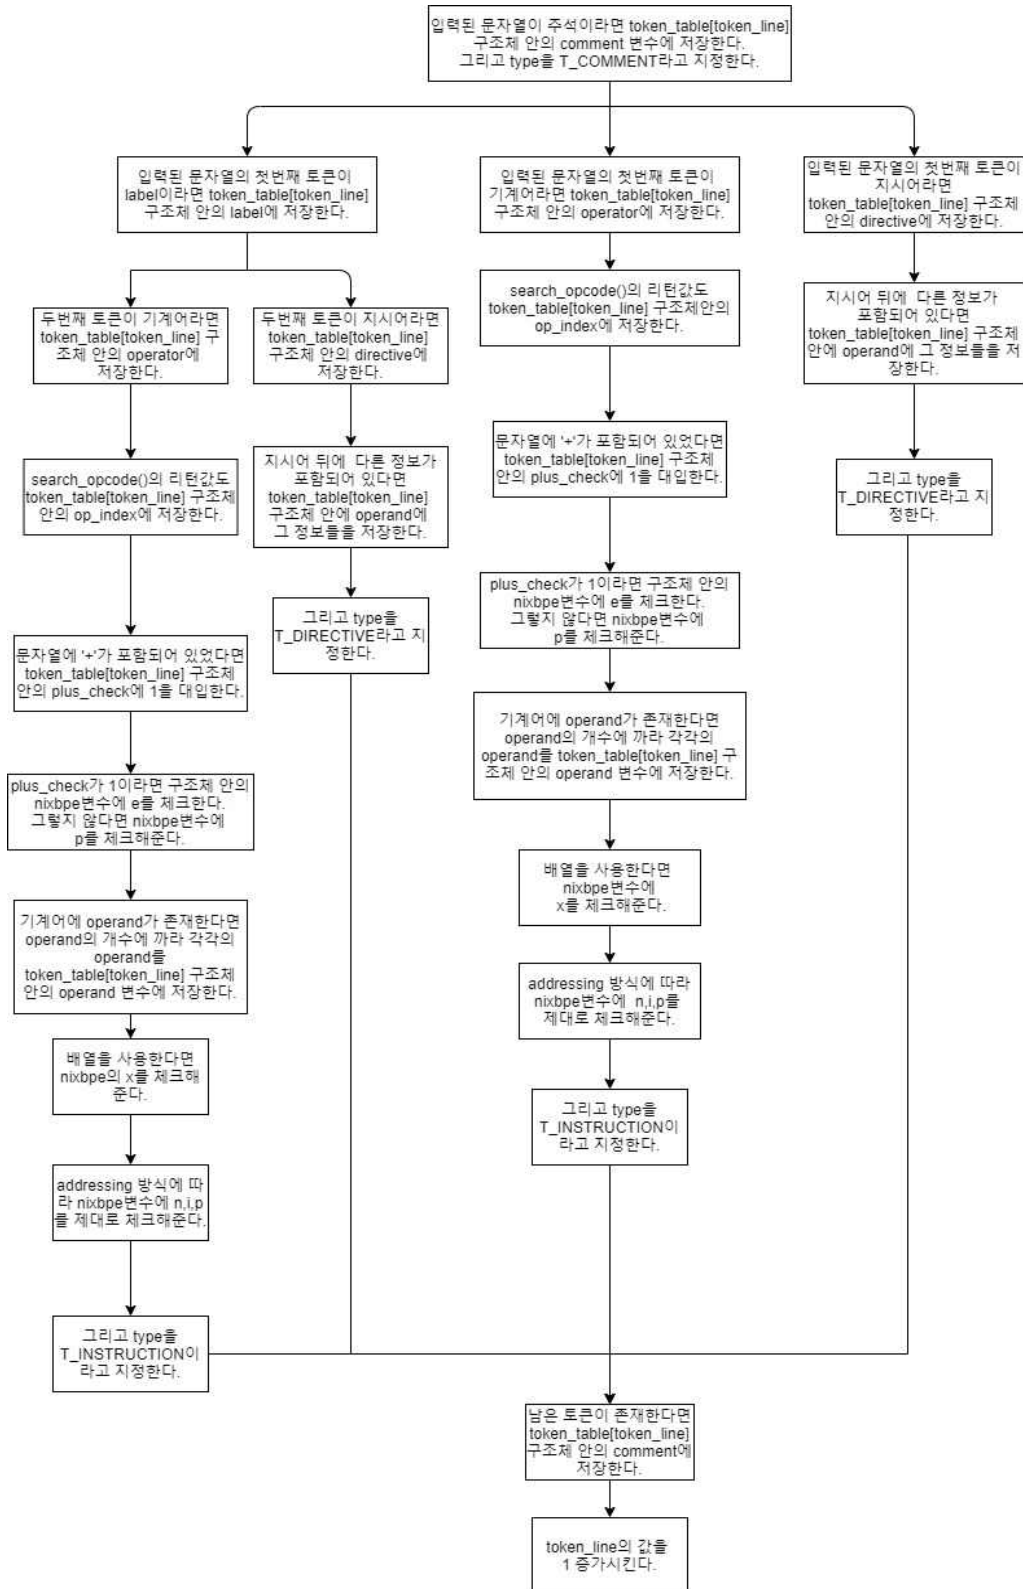 입력된 문자열이 주석이라면 token_table[token_line]
구조체 안의 comment 변수에 저장한다.
그리고 type을 T_COMMENT라고 지정한다.
입력된 문자열의 첫번째 토큰이
label이라면 token_table[token_line]
구조체 안의 label에 저장한다.
두번째 토큰이 기계어라면
token_table[token_line] 구
조체 안의 operator에
저장한다.
search_opcode()의 리턴값도
token_table[token_line] 구조체
안의 op_index에 저장한다.
문자열에 '+'가 포함되어 있었다면
token_table[token_line] 구조체
안의 plus_check에 1을 대입한다.
plus_check가 1이라면 구조체 안의
nixbpe변수에 e를 체크한다.
그렇지 않다면 nixbpe변수에
p를 체크해준다.
기계어에 operand가 존재한다면
operand의 개수에 까라 각각의
operand를
token_table[token_line] 구조체
안의 operand 변수에 저장한다.
배열을 사용한다면
nixbpe의 x를 체크해
준다.
addressing 방식에 따
라 nixbpe변수에 n,i,p
를 제대로 체크해준다.
그리고 type을
T_INSTRUCTION이
라고 지정한다.
두번째 토큰이 지시어라면
token_table[token_line]
구조체 안의 directive에
저장한다.
지시어 뒤에 다른 정보가
포함되어 있다면
token_table[token_line]
구조체 안에 operand에
그 정보들을 저장한다.
그리고 type을
T_DIRECTIVE라고 지
정한다.
입력된 문자열의 첫번째 토큰이
기계어라면 token_table[token_line]
구조체 안의 operator에 저장한다.
search_opcode()의 리턴값도
token_table[token_line] 구조체안의
op_index에 저장한다.
문자열에 '+'가 포함되어 있었다면
token_table[token_line] 구조체
안의 plus_check에 1을 대입한다.
plus_check가 1이라면 구조체 안의
nixbpe변수에 e를 체크한다.
그렇지 않다면 nixbpe변수에
p를 체크해준다.
기계어에 operand가 존재한다면
operand의 개수에 까라 각각의
operand를 token_table[token_line] 구
조체 안의 operand 변수에 저장한다.
배열을 사용한다면
nixbpe변수에
x를 체크해준다.
addressing 방식에 따라
nixbpe변수에 n,i,p를
제대로 체크해준다.
그리고 type을
T_INSTRUCTION이
라고 지정한다.
입력된 문자열의 첫번째 토큰이
지시어라면
token_table[token_line] 구조체
안의 directive에 저장한다.
지시어 뒤에 다른 정보가
포함되어 있다면
token_table[token_line] 구조체
안에 operand에 그 정보들을 저
장한다.
그리고 type을
T_DIRECTIVE라고 지
정한다.
남은 토큰이 존재한다면
token_table[token_line]
구조체 안의 comment에
저장한다.
token_line의 값을
1 증가시킨다.